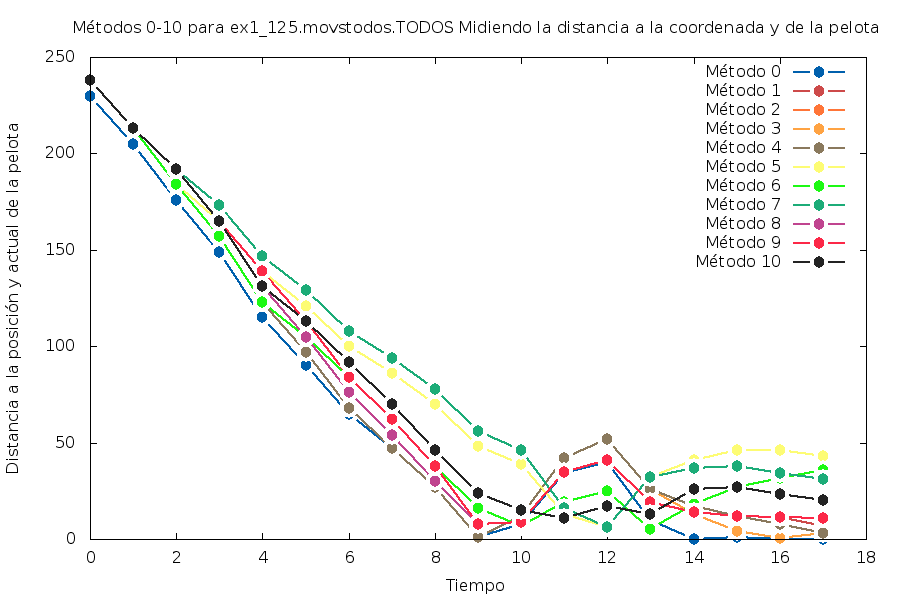 Métodos 0-10 para ex1_125.movstodos.TODOS Midiendo la distancia a la coordenada y de la pelota
Distancia a la posición y actual de la pelota
250
200
150
100
50
0
Método 0
Método 1
Método 2
Método 3
Método 4
Método 5
Método 6
Método 7
Método 8
Método 9
Método 10
0 2 4 6 8 10 12 14 16 18
Tiempo